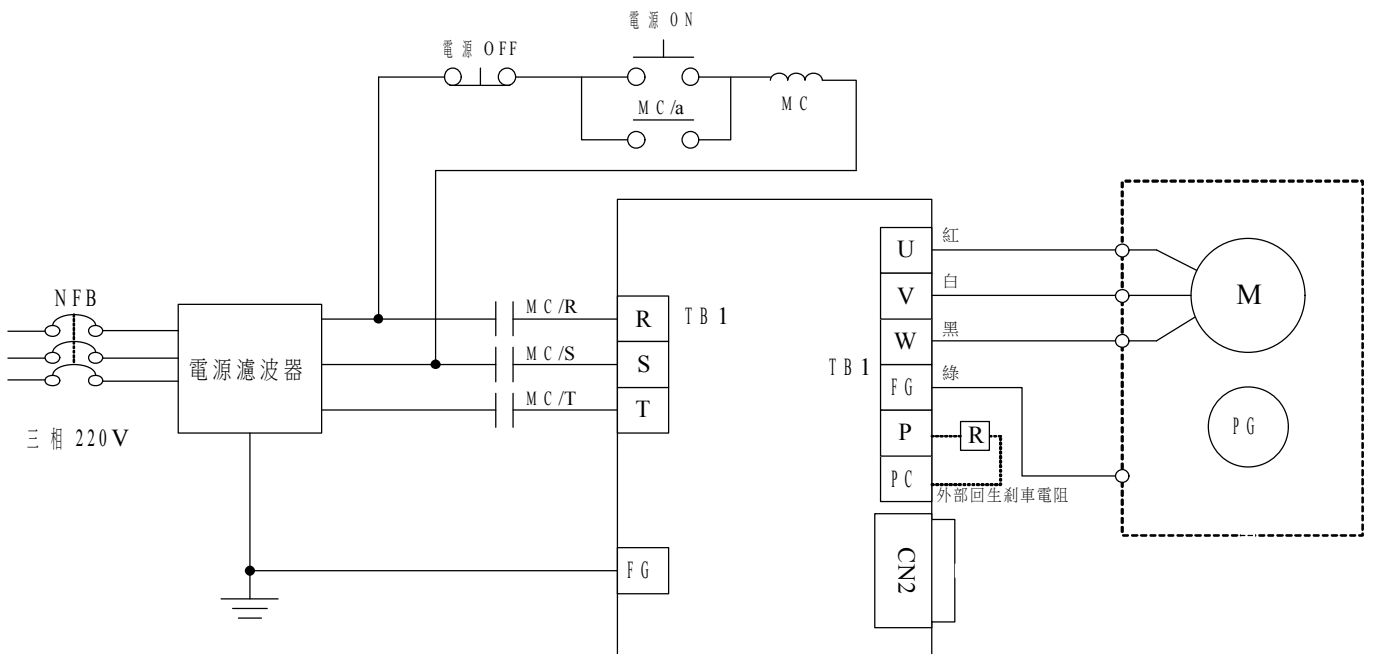 電源 ON
電源 OFF
MC/a
MC
NFB
三相 220V
電源濾波器
MC/R
MC/S
MC/T
R
S
T
TB1
FG
TB1
U
V
W
FG
P
PC
CN2
紅
白
黑
綠
R
外部回生剎車電阻
M
PG